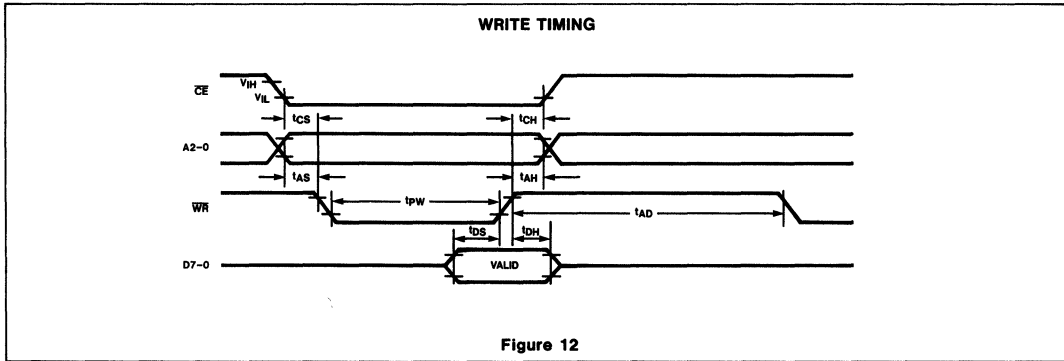 WRITE TIMING
CE
VIH
VIL
tCS
tCH
A2-0
tAS
tAH
WR
tPW
tAD
tDS
tDH
D7-0
VALID
Figure 12